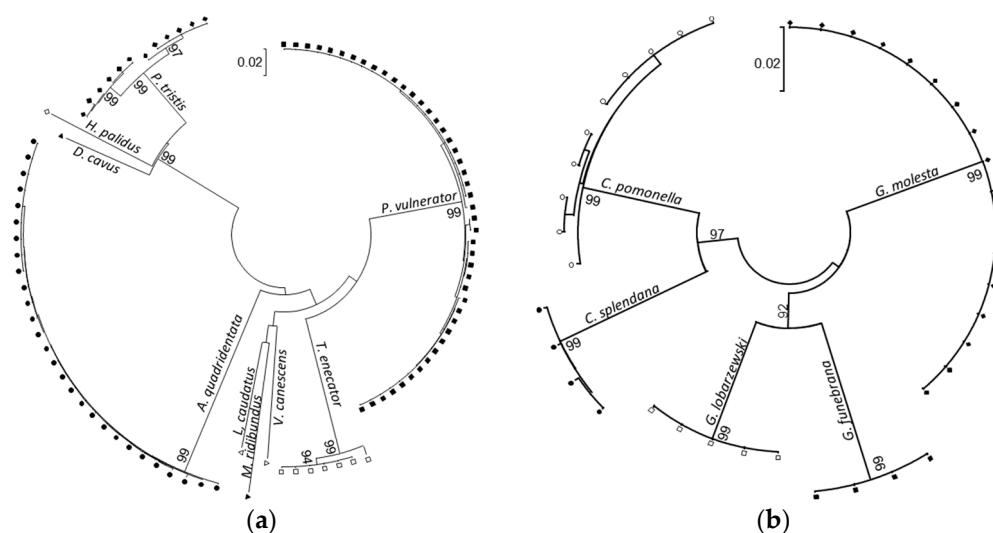 0.02
97
99
99
P. tristis
H. palidus
D. cavus
99
P. vulnerator
99
A. quadridentata
99
L. caudatus
M. ridibundus
V. canescens
T. enecator
99
94
(a)
0.02
C. pomonella
99
97
C. splendana
99
G. molesta
99
92
G. lobarzewski
99
G. funebrana
99
(b)